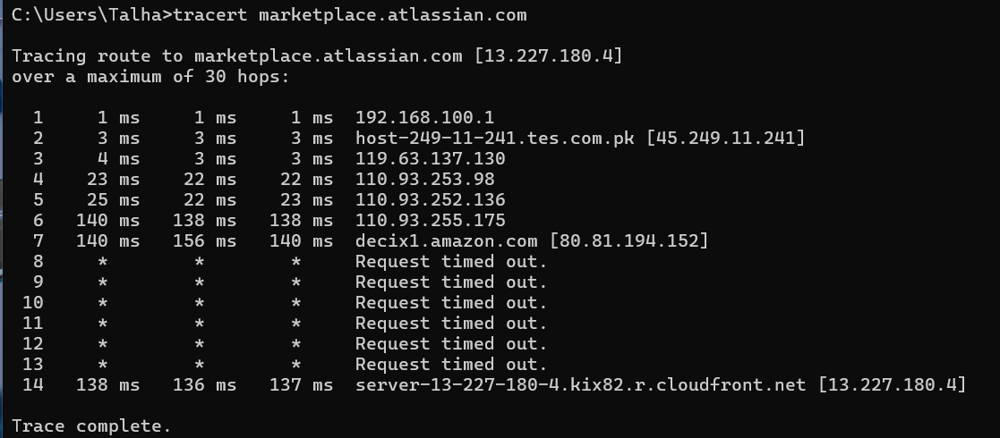 C:\Users\Talha>tracert marketplace.atlassian.com
Tracing route to marketplace.atlassian.com [13.227.180.4]
over a maximum of 30 hops:
1 1 ms 1 ms 1 ms 192.168.100.1
2 3 ms 3 ms 3 ms host-249-11-241.tes.com.pk [45.249.11.241]
3 4 ms 3 ms 3 ms 119.63.137.130
4 23 ms 22 ms 22 ms 110.93.253.98
5 25 ms 22 ms 23 ms 110.93.252.136
6 140 ms 138 ms 138 ms 110.93.255.175
7 140 ms 156 ms 140 ms decix1.amazon.com [80.81.194.152]
8 * * * Request timed out.
9 * * * Request timed out.
10 * * * Request timed out.
11 * * * Request timed out.
12 * * * Request timed out.
13 * * * Request timed out.
14 138 ms 136 ms 137 ms server-13-227-180-4.kix82.r.cloudfront.net [13.227.180.4]
Trace complete.